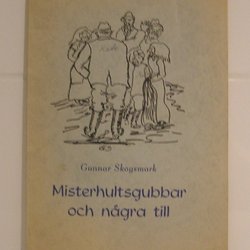 Gunnar Skogsmark
Misterhultsgubbar
och några till